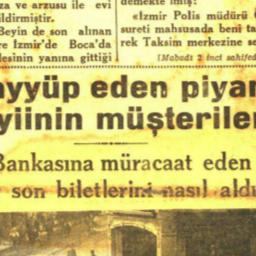 za ve arzusu ile evi
ildirmiştir.
Beyin de son alınan
re İzmir'de Boca'da
lesinin yanına gittiği
demekte imiş:
«İzmir Polis müdürü
sureti mahsusada beni ta
rek Taksim merkezine se
(Mabadi 2 inci sahifed
ayyüp eden piyan
yiinin müşteriler
Bankasına müracaat eden
son biletlerini nasıl aldı